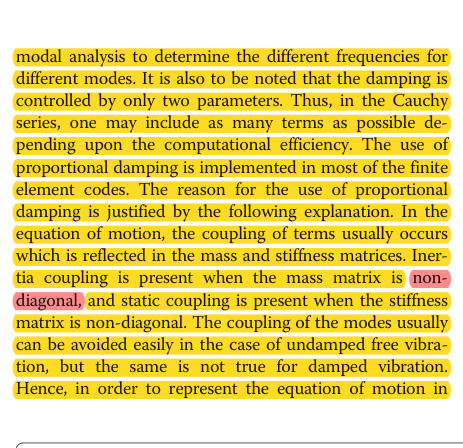 modal analysis to determine the different frequencies for
different modes. It is also to be noted that the damping is
controlled by only two parameters. Thus, in the Cauchy
series, one may include as many terms as possible de-
pending upon the computational efficiency. The use of
proportional damping is implemented in most of the finite
element codes. The reason for the use of proportional
damping is justified by the following explanation. In the
equation of motion, the coupling of terms usually occurs
which is reflected in the mass and stiffness matrices. Iner-
tia coupling is present when the mass matrix is non-
diagonal, and static coupling is present when the stiffness
matrix is non-diagonal. The coupling of the modes usually
can be avoided easily in the case of undamped free vibra-
tion, but the same is not true for damped vibration.
Hence, in order to represent the equation of motion in